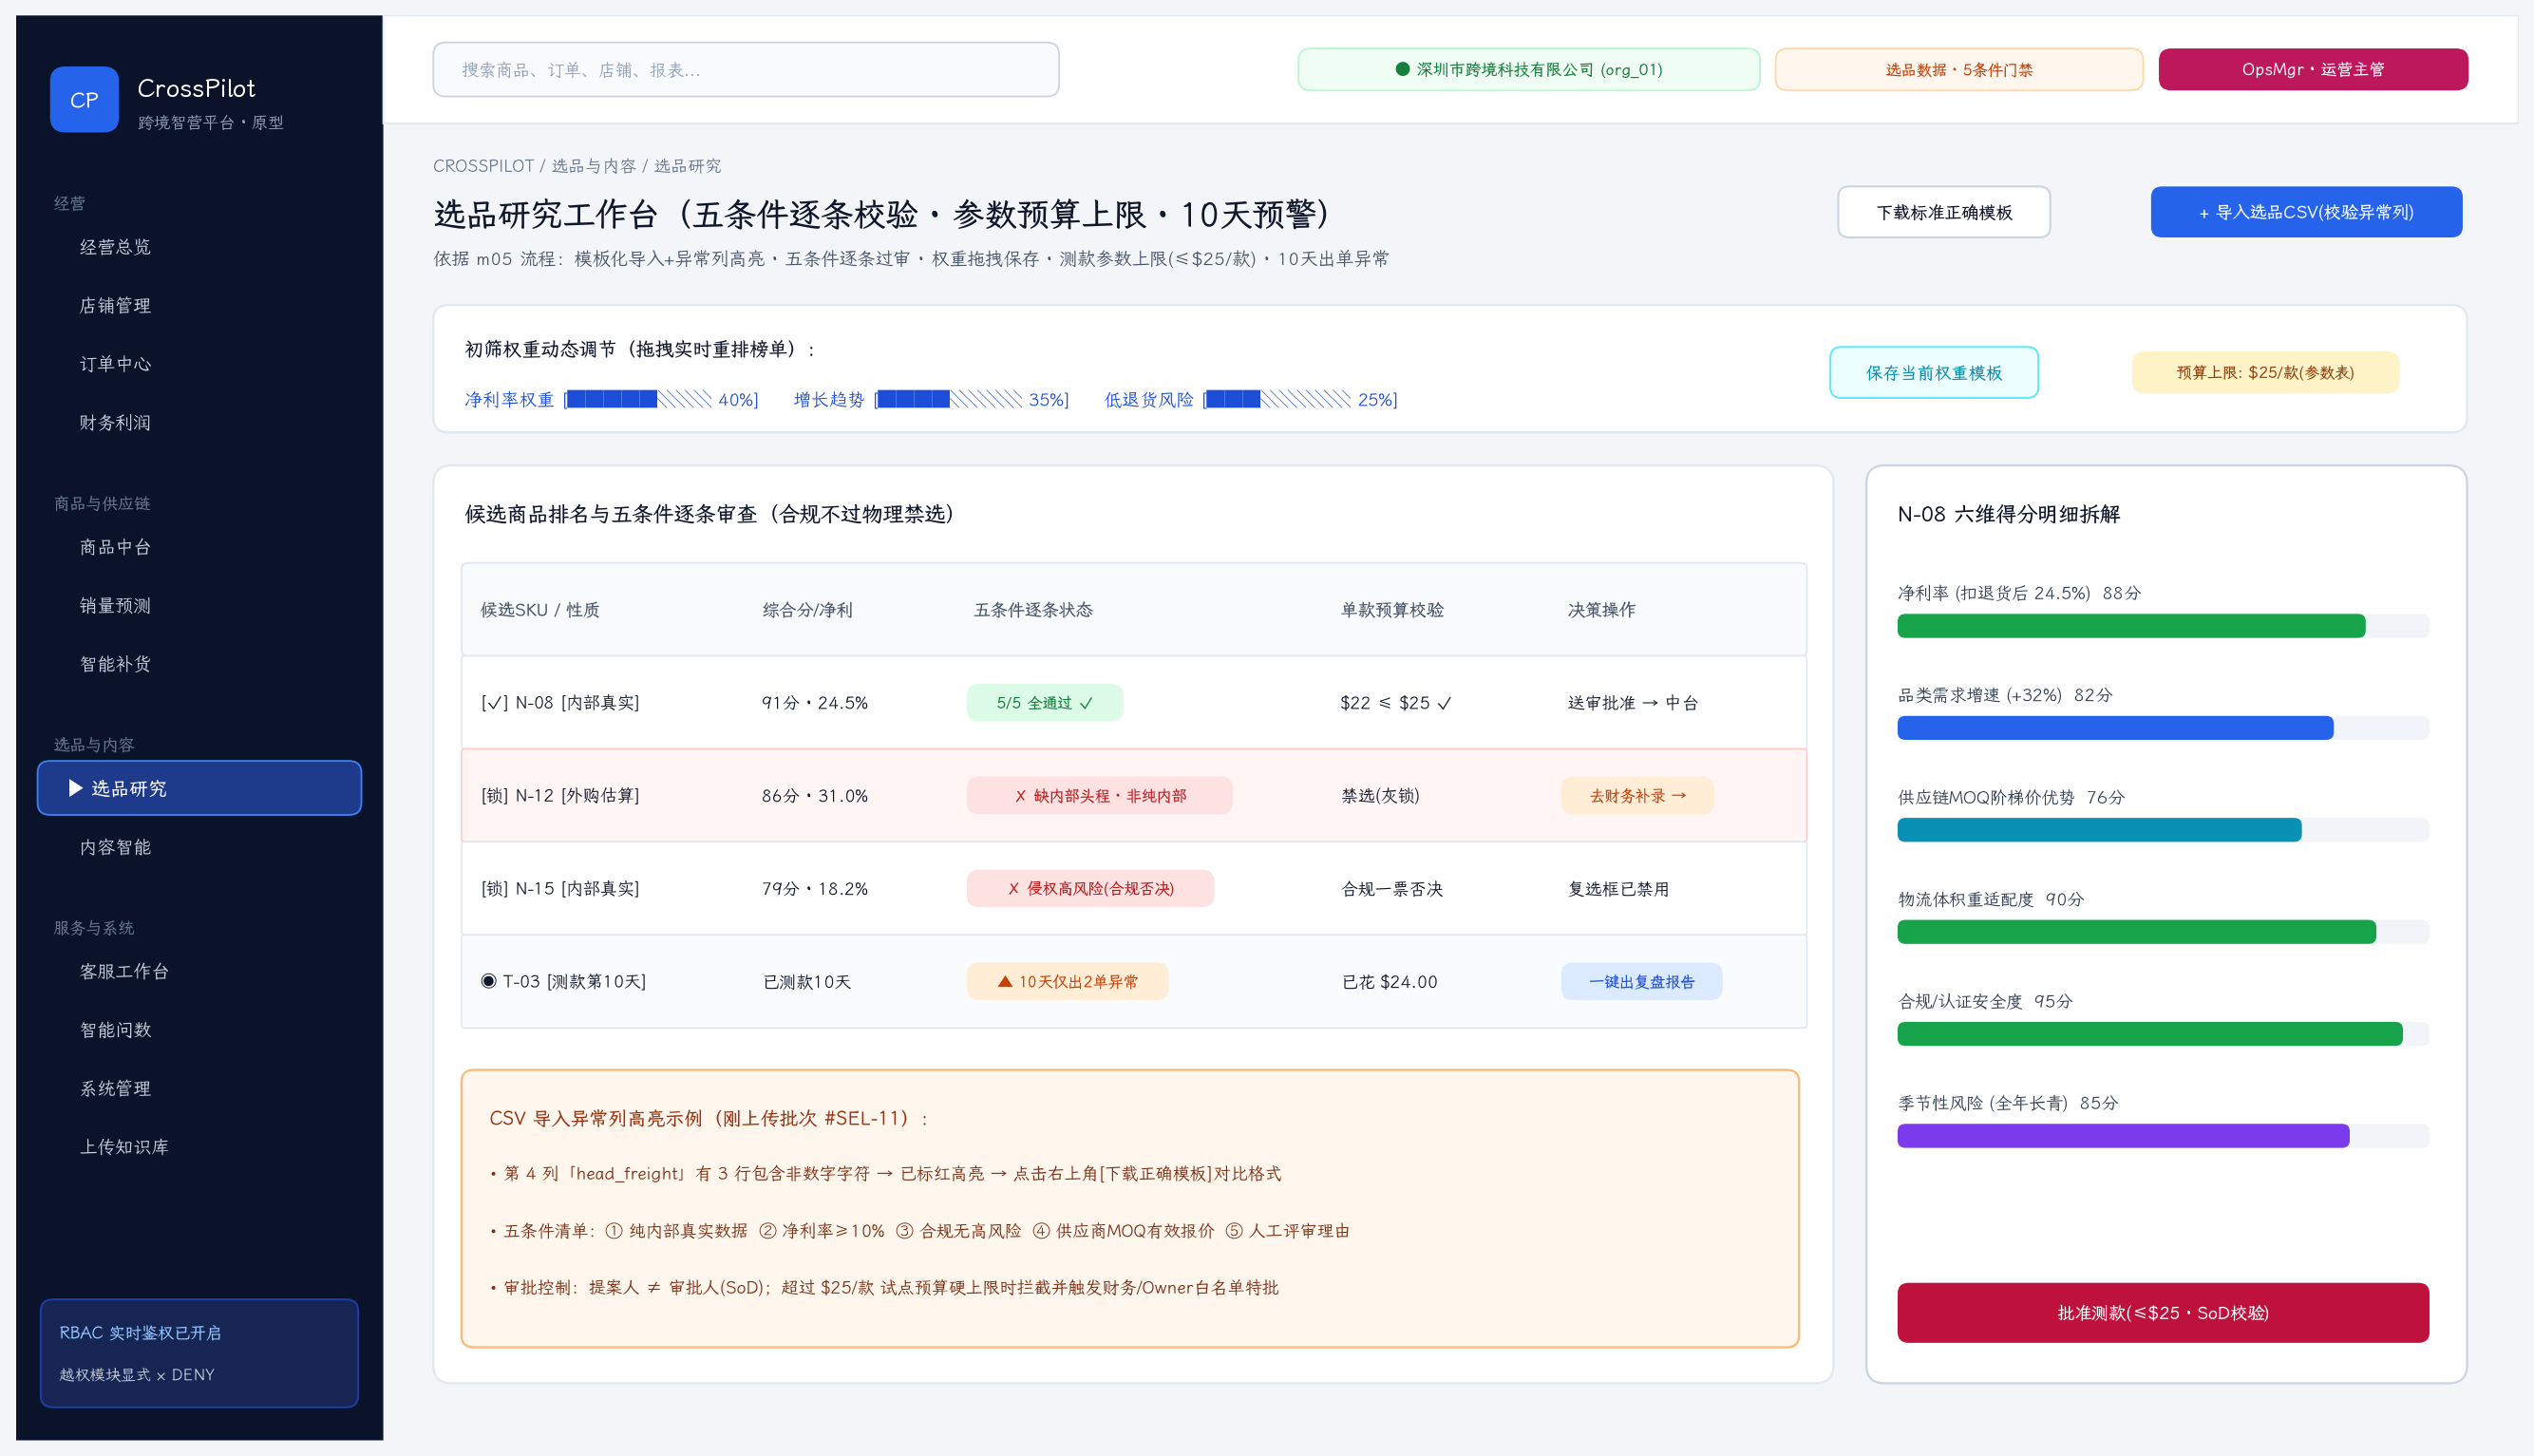 CP
CrossPilot
跨境智营平台・原型
经营
经营总览
店铺管理
订单中心
财务利润
商品与供应链
商品中台
销量预测
智能补货
选品与内容
▶ 选品研究
内容智能
服务与系统
客服工作台
智能问数
系统管理
上传知识库
RBAC 实时鉴权已开启
越权模块显式 × DENY
搜索商品、订单、店铺、报表...
● 深圳市跨境科技有限公司 (org_01)
选品数据・5条件门禁
OpsMgr・运营主管
CROSSPILOT / 选品与内容 / 选品研究
选品研究工作台（五条件逐条校验・参数预算上限・10天预警）
依据 m05 流程：模板化导入+异常列高亮・五条件逐条过审・权重拖拽保存・测款参数上限(≤$25/款)・10天出单异常
下载标准正确模板
+ 导入选品CSV(校验异常列)
初筛权重动态调节（拖拽实时重排榜单）：
净利率权重 [█████░░░ 40%] 增长趋势 [████░░░░ 35%] 低退货风险 [███░░░░░ 25%]
保存当前权重模板
预算上限: $25/款(参数表)
候选商品排名与五条件逐条审查（合规不过物理禁选）
候选SKU / 性质 综合分/净利 五条件逐条状态 单款预算校验 决策操作
[✓] N-08 [内部真实] 91分・24.5% 5/5 全通过 ✓ $22 ≤ $25 ✓ 送审批准 → 中台
[锁] N-12 [外购估算] 86分・31.0% ✗ 缺内部头程・非纯内部 禁选(灰锁) 去财务补录 →
[锁] N-15 [内部真实] 79分・18.2% ✗ 侵权高风险(合规否决) 合规一票否决 复选框已禁用
◉ T-03 [测款第10天] 已测款10天 ▲ 10天仅出2单异常 已花 $24.00 一键出复盘报告
CSV 导入异常列高亮示例（刚上传批次 #SEL-11）：
• 第 4 列「head_freight」有 3 行包含非数字字符 → 已标红高亮 → 点击右上角[下载正确模板]对比格式
• 五条件清单：① 纯内部真实数据 ② 净利率≥10% ③ 合规无高风险 ④ 供应商MOQ有效报价 ⑤ 人工评审理由
• 审批控制：提案人 ≠ 审批人(SoD)；超过 $25/款 试点预算硬上限时拦截并触发财务/Owner白名单特批
N-08 六维得分明细拆解
净利率 (扣退货后 24.5%) 88分
品类需求增速 (+32%) 82分
供应链MOQ阶梯价优势 76分
物流体积重适配度 90分
合规/认证安全度 95分
季节性风险 (全年长青) 85分
批准测款(≤$25・SoD校验)